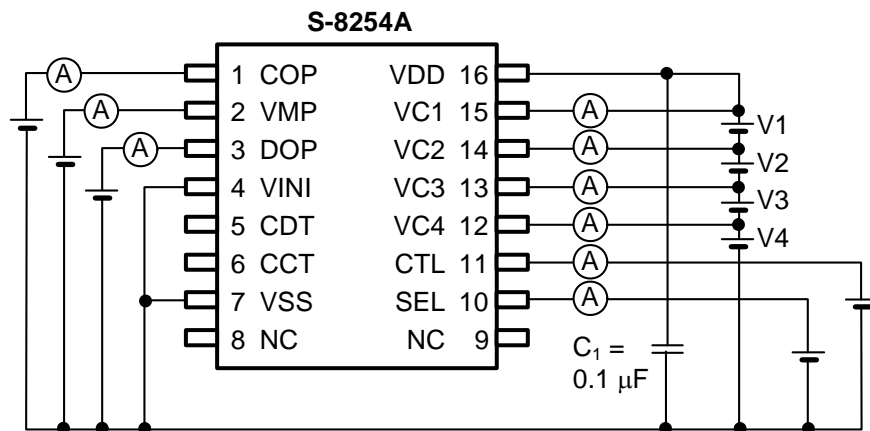 S-8254A
A 1 COP VDD 16
A 2 VMP VC1 15 A V1
A 3 DOP VC2 14 A V2
4 VINI VC3 13 A V3
5 CDT VC4 12 A V4
6 CCT CTL 11 A
7 VSS SEL 10 A
8 NC NC 9
C₁ =
0.1 μF